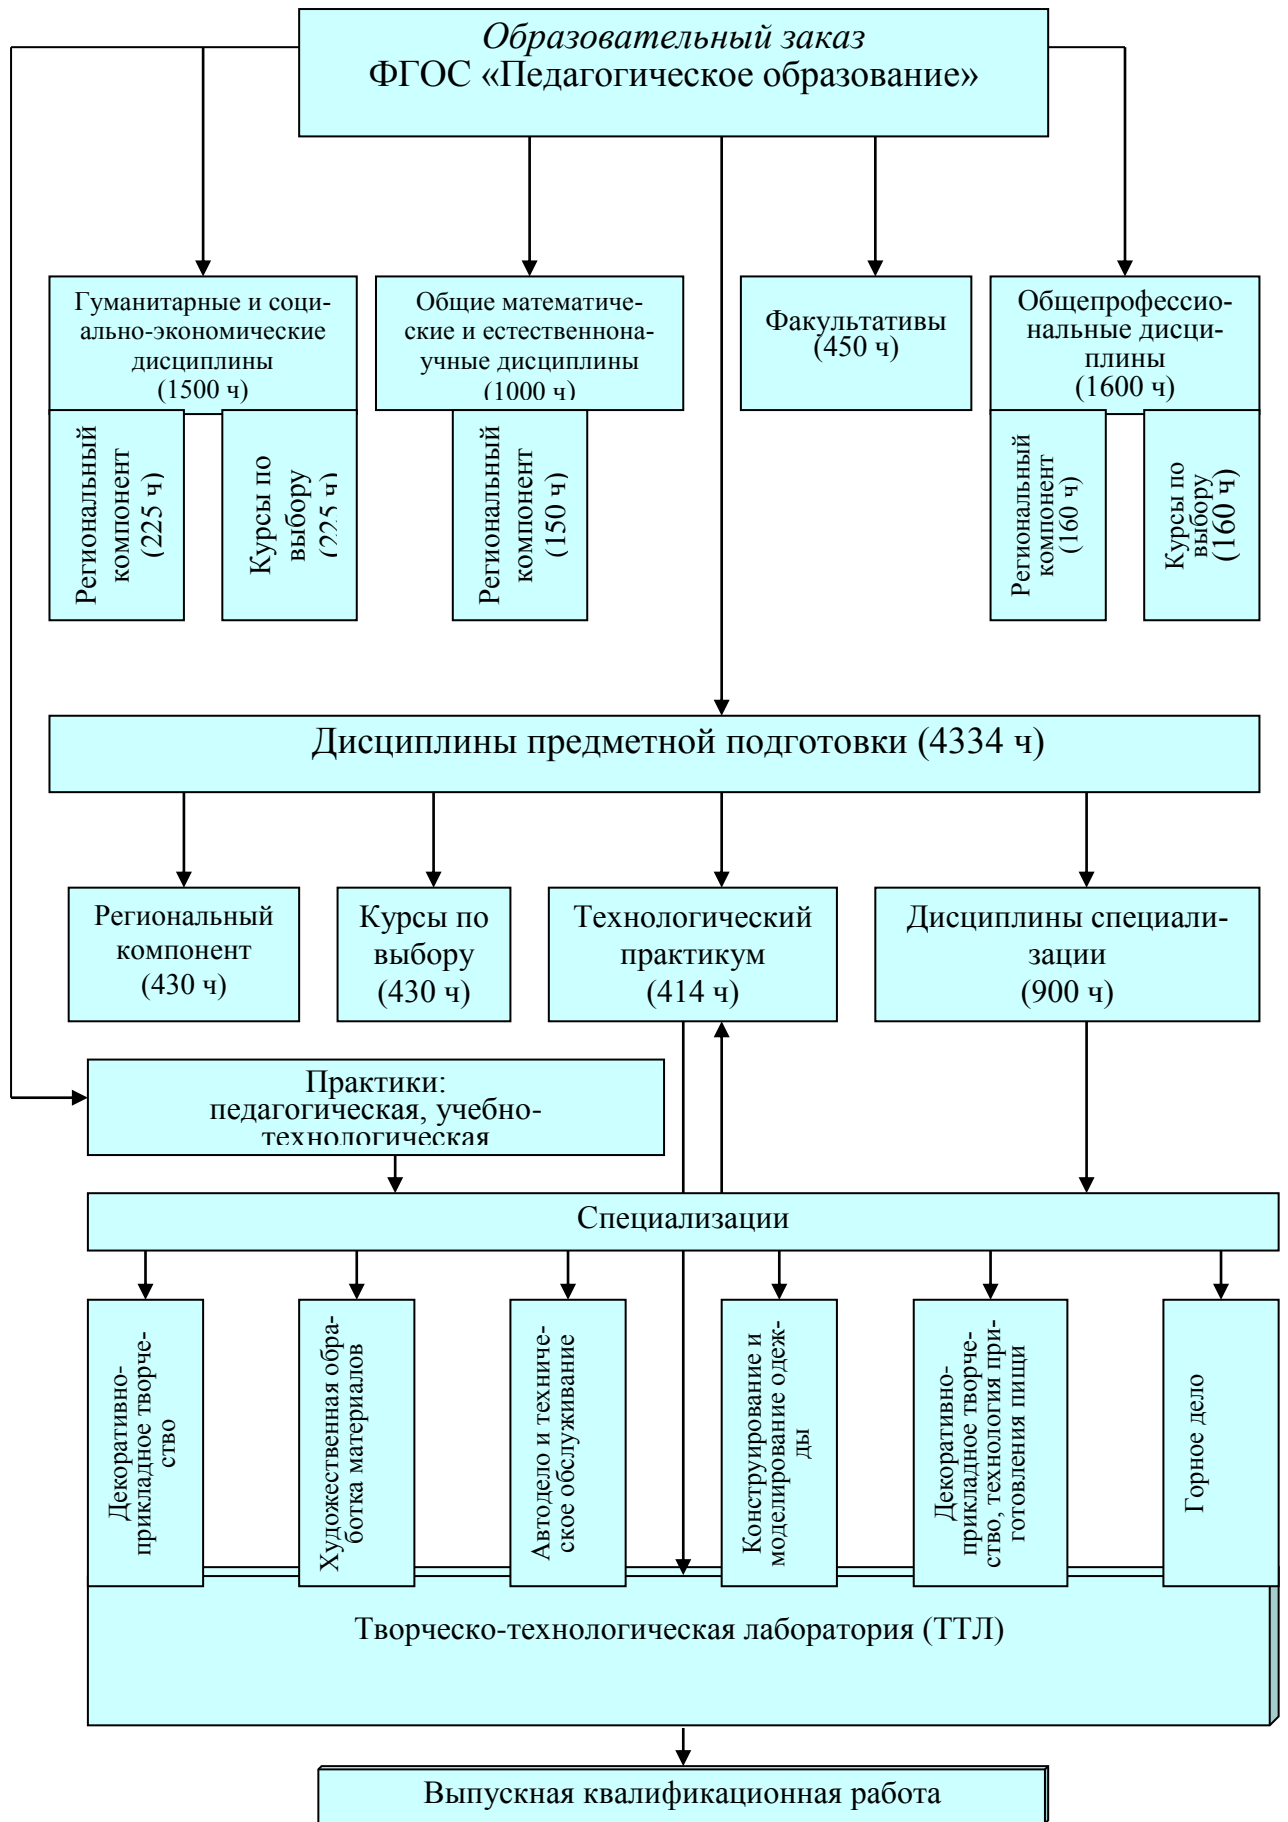 Образовательный заказ
ФГОС «Педагогическое образование»
Гуманитарные и соци-
ально-экономические
дисциплины
(1500 ч)
Общие математиче-
ские и естественнона-
учные дисциплины
(1000 ч)
Факультативы
(450 ч)
Общепрофессио-
нальные дисци-
плины
(1600 ч)
Региональный
компонент
(225 ч)
Курсы по
выбору
(225 ч)
Региональный
компонент
(150 ч)
Региональный
компонент
(160 ч)
Курсы по
выбору
(160 ч)
Дисциплины предметной подготовки (4334 ч)
Региональный
компонент
(430 ч)
Курсы по
выбору
(430 ч)
Технологический
практикум
(414 ч)
Дисциплины специали-
зации
(900 ч)
Практики:
педагогическая, учебно-
технологическая
Специализации
Декоративно-
прикладное творче-
ство
Художественная обра-
ботка материалов
Автодело и техниче-
ское обслуживание
Конструирование и
моделирование одеж-
ды
Декоративно-
прикладное творче-
ство, технология при-
готовления пищи
Горное дело
Творческо-технологическая лаборатория (ТТЛ)
Выпускная квалификационная работа